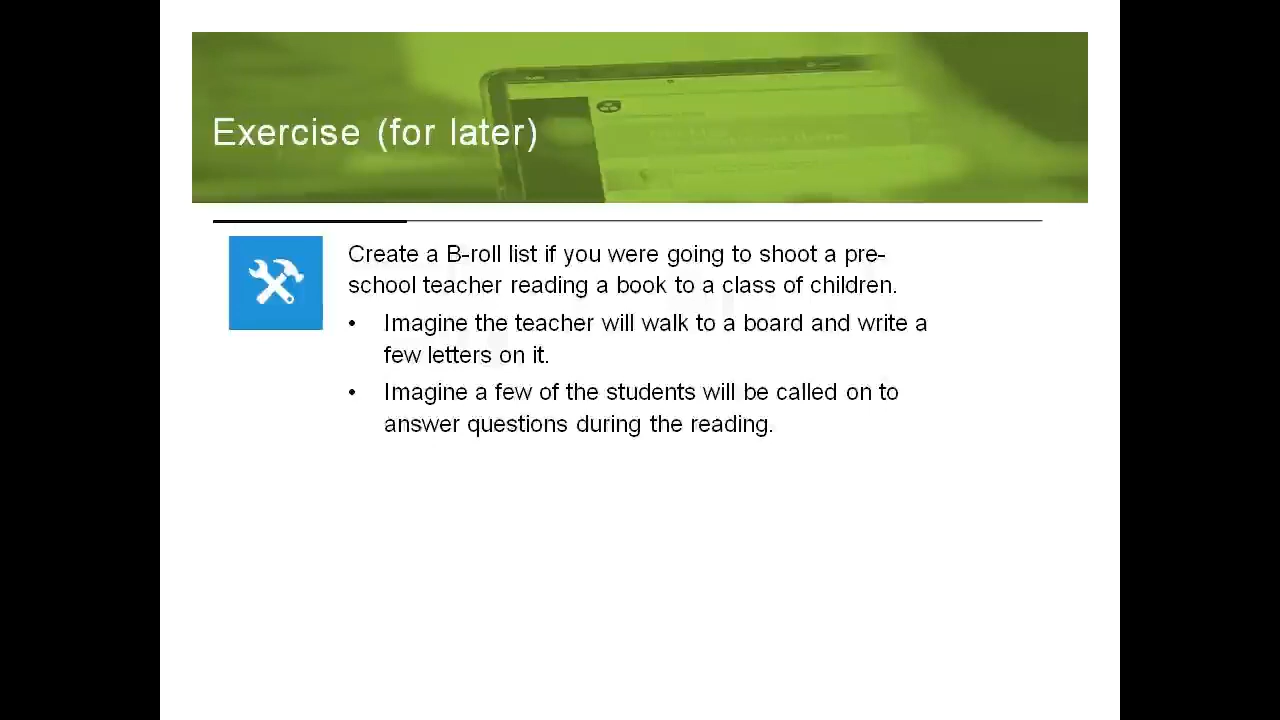 Exercise (for later)
Create a B-roll list if you were going to shoot a pre-
school teacher reading a book to a class of children.
• Imagine the teacher will walk to a board and write a
few letters on it.
• Imagine a few of the students will be called on to
answer questions during the reading.